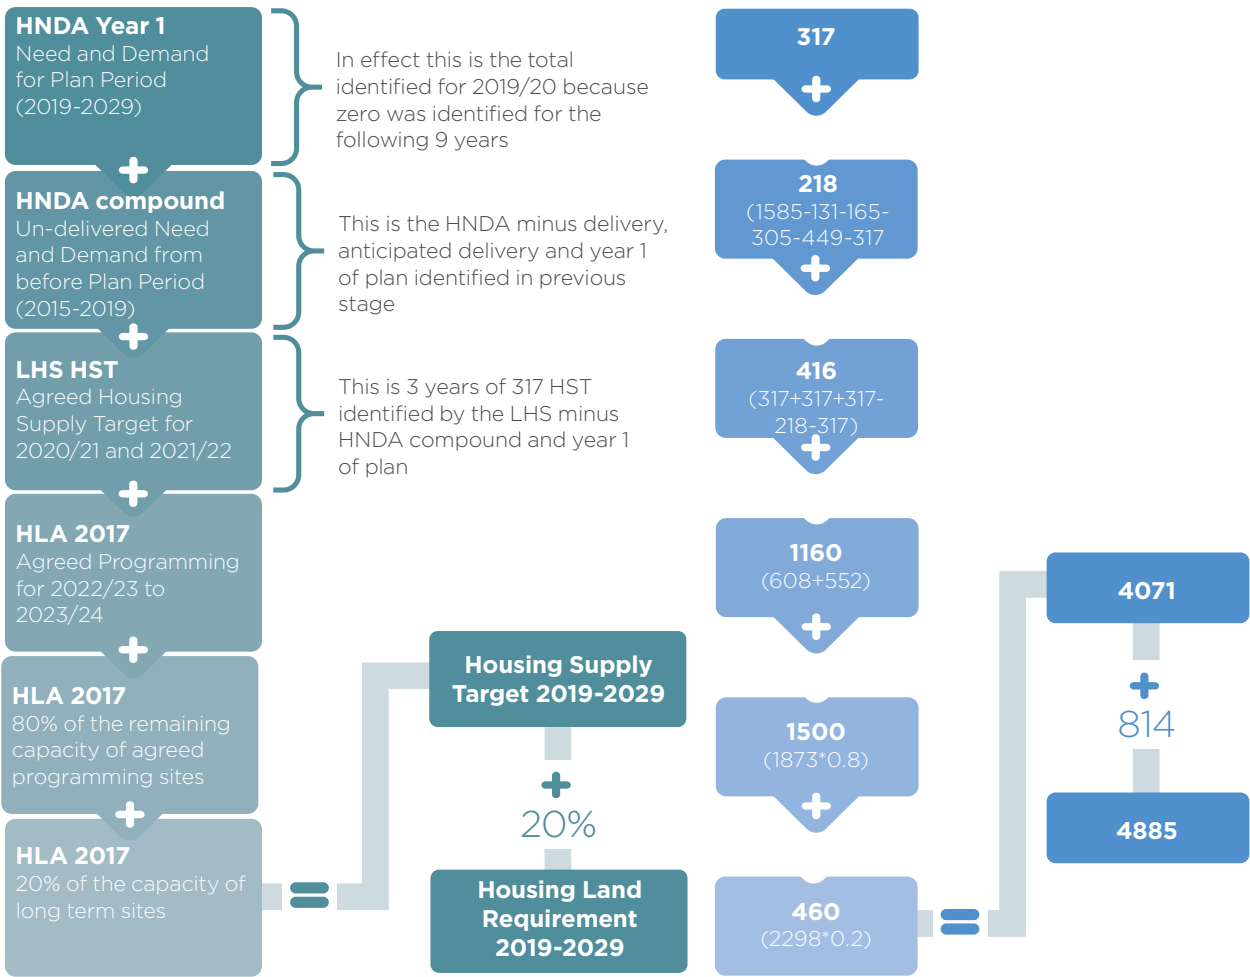 HNDA Year 1
Need and Demand
for Plan Period
(2019-2029)
+
HNDA compound
Un-delivered Need
and Demand from
before Plan Period
(2015-2019)
+
LHS HST
Agreed Housing
Supply Target for
2020/21 and 2021/22
+
HLA 2017
Agreed Programming
for 2022/23 to
2023/24
+
HLA 2017
80% of the remaining
capacity of agreed
programming sites
+
HLA 2017
20% of the capacity of
long term sites
=
In effect this is the total
identified for 2019/20 because
zero was identified for the
following 9 years
This is the HNDA minus delivery,
anticipated delivery and year 1
of plan identified in previous
stage
This is 3 years of 317 HST
identified by the LHS minus
HNDA compound and year 1
of plan
Housing Supply
Target 2019-2029
+
20%
Housing Land
Requirement
2019-2029
317
+
218
(1585-131-165-
305-449-317
+
416
(317+317+317-
218-317)
+
1160
(608+552)
+
1500
(1873*0.8)
+
460
(2298*0.2)
=
4071
+
814
4885